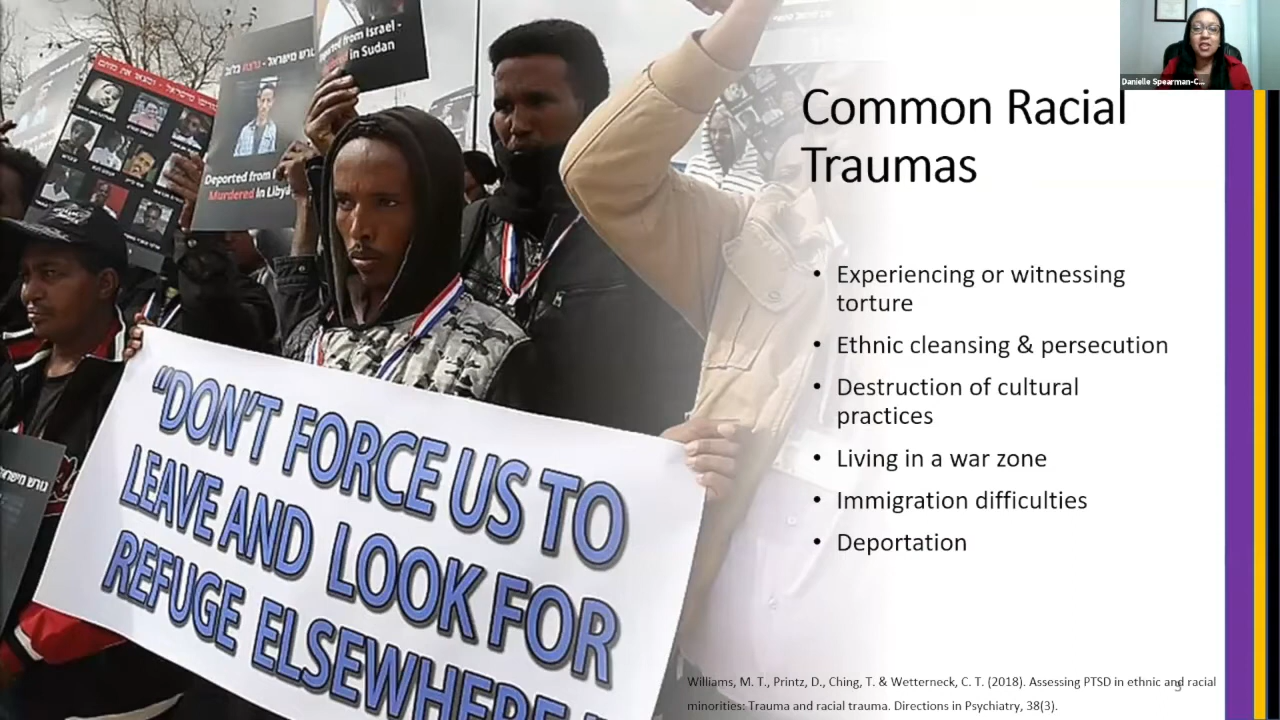 Danielle Spearman-C...
Common Racial
Traumas
• Experiencing or witnessing
torture
• Ethnic cleansing & persecution
• Destruction of cultural
practices
• Living in a war zone
• Immigration difficulties
• Deportation
Williams, M. T., Printz, D., Ching, T. & Wetterneck, C. T. (2018). Assessing PTSD in ethnic and racial
minorities: Trauma and racial trauma. Directions in Psychiatry, 38(3).
from Israel -
in Sudan
Deported from
Murdered in Libya
"DON'T FORCE US TO
LEAVE AND LOOK FOR
REFUGE ELSEWHERE